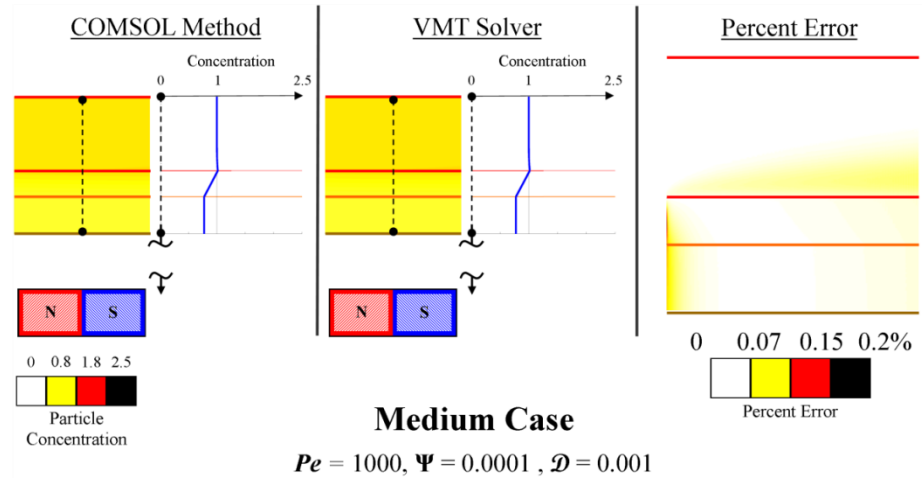 COMSOL Method
Concentration
0 1 2.5
N S
0 0.8 1.8 2.5
Particle
Concentration
VMT Solver
Concentration
0 1 2.5
N S
Percent Error
0 0.07 0.15 0.2%
Percent Error
Medium Case
Pe = 1000, Ψ = 0.0001 , 𝒟 = 0.001